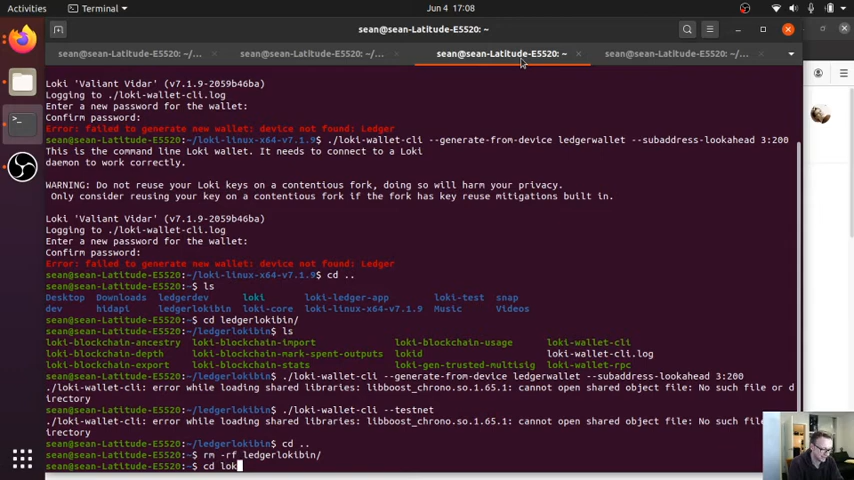 Activities
Terminal
Jun 4 17:08
sean@sean-Latitude-E5520: ~
sean@sean-Latitude-E5520: ~/...
sean@sean-Latitude-E5520: ~/...
sean@sean-Latitude-E5520: ~
sean@sean-Latitude-E5520: ~/...
Loki 'Valiant Vidar' (v7.1.9-2059b46ba)
Logging to ./loki-wallet-cli.log
Enter a new password for the wallet:
Confirm password:
Error: failed to generate new wallet: device not found: Ledger
sean@sean-Latitude-E5520:~/loki-linux-x64-v7.1.9$ ./loki-wallet-cli --generate-from-device ledgerwallet --subaddress-lookahead 3:200
This is the command line Loki wallet. It needs to connect to a Loki
daemon to work correctly.
WARNING: Do not reuse your Loki keys on a contentious fork, doing so will harm your privacy.
Only consider reusing your key on a contentious fork if the fork has key reuse mitigations built in.
Loki 'Valiant Vidar' (v7.1.9-2059b46ba)
Logging to ./loki-wallet-cli.log
Enter a new password for the wallet:
Confirm password:
Error: failed to generate new wallet: device not found: Ledger
sean@sean-Latitude-E5520:~/loki-linux-x64-v7.1.9$ cd ..
sean@sean-Latitude-E5520:~$ ls
Desktop Downloads ledgerdev loki loki-ledger-app loki-test snap
dev hidapi ledgerlokibin loki-core loki-linux-x64-v7.1.9 Music Videos
sean@sean-Latitude-E5520:~$ cd ledgerlokibin/
sean@sean-Latitude-E5520:~/ledgerlokibin$ ls
loki-blockchain-ancestry loki-blockchain-import loki-blockchain-usage loki-wallet-cli
loki-blockchain-depth loki-blockchain-mark-spent-outputs lokid loki-wallet-cli.log
loki-blockchain-export loki-blockchain-stats loki-gen-trusted-multisig loki-wallet-rpc
sean@sean-Latitude-E5520:~/ledgerlokibin$ ./loki-wallet-cli --generate-from-device ledgerwallet --subaddress-lookahead 3:200
./loki-wallet-cli: error while loading shared libraries: libboost_chrono.so.1.65.1: cannot open shared object file: No such file or d
irectory
sean@sean-Latitude-E5520:~/ledgerlokibin$ ./loki-wallet-cli --testnet
./loki-wallet-cli: error while loading shared libraries: libboost_chrono.so.1.65.1: cannot open shared object file: No such file or d
irectory
sean@sean-Latitude-E5520:~/ledgerlokibin$ cd ..
sean@sean-Latitude-E5520:~$ rm -rf ledgerlokibin/
sean@sean-Latitude-E5520:~$ cd lok